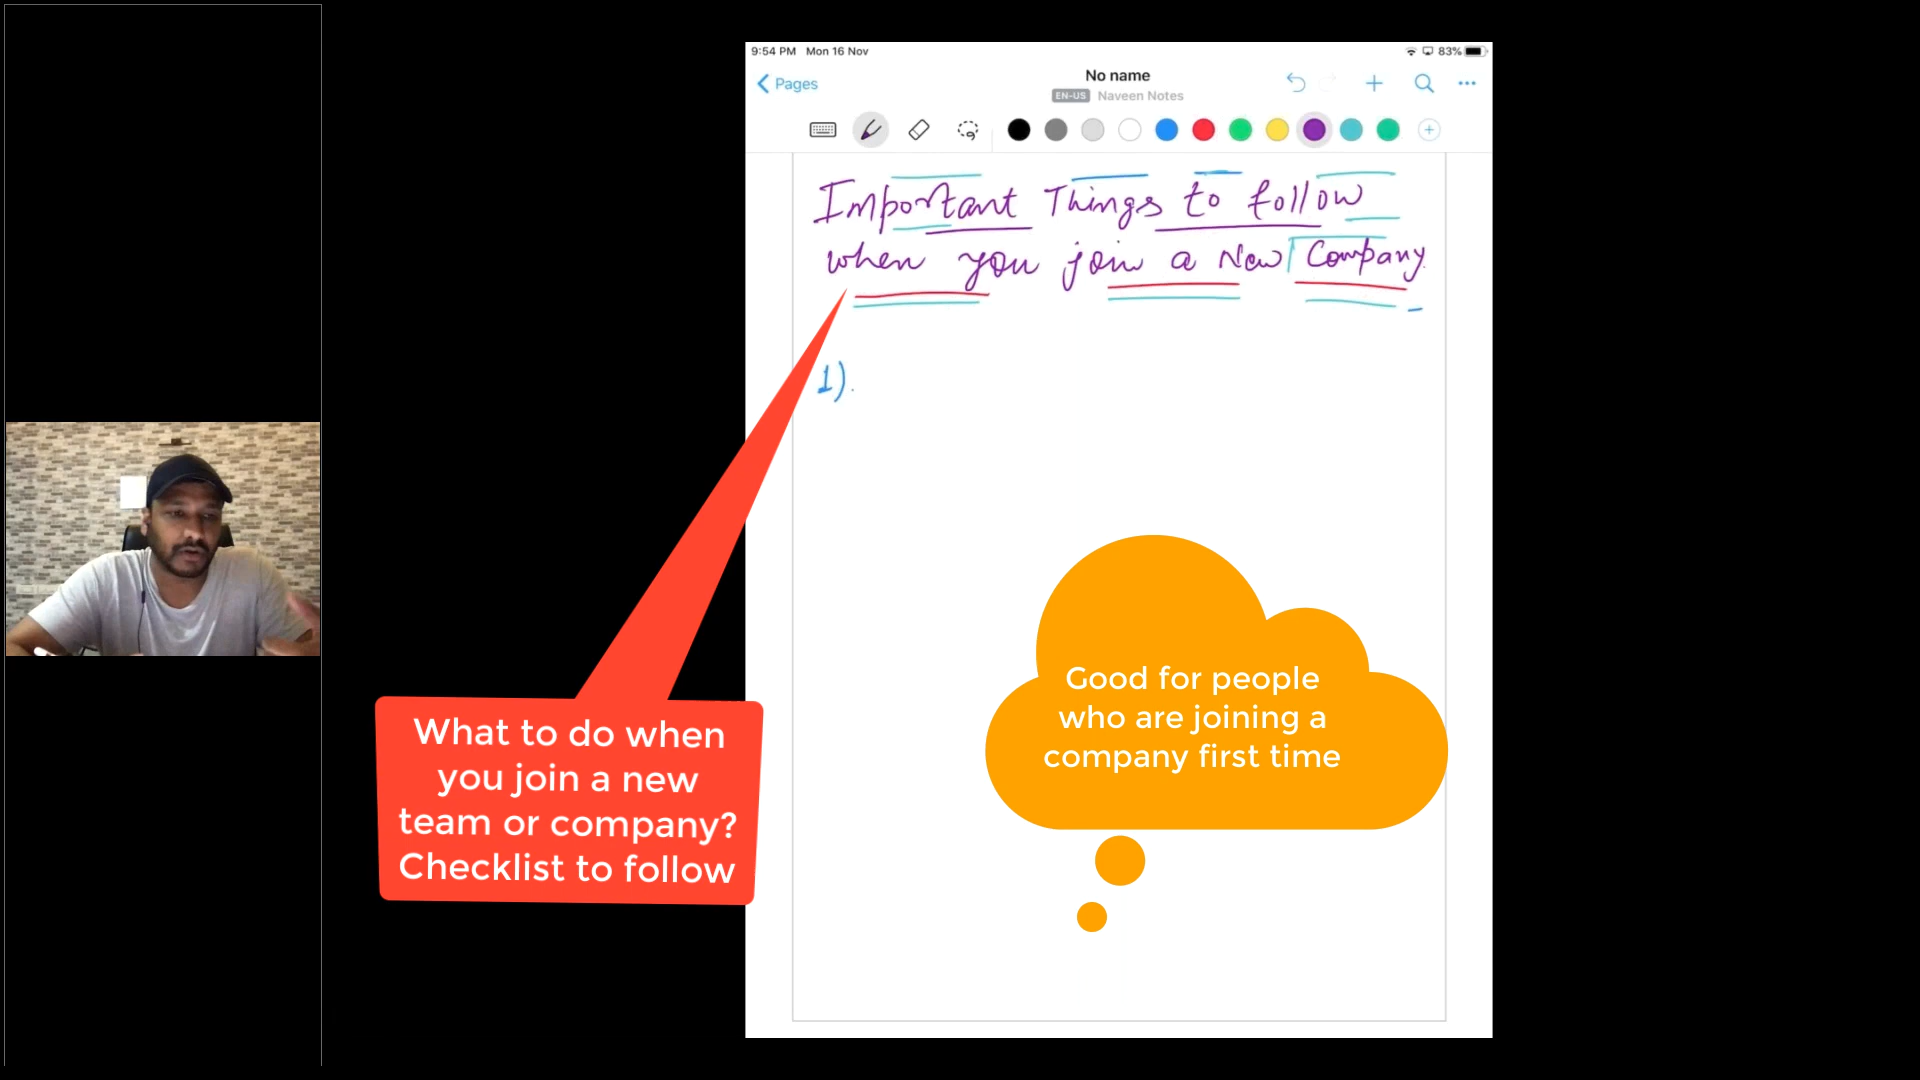 9:54 PM Mon 16 Nov
83%
Pages
No name
EN-US Naveen Notes
Important Things to follow
when you join a New Company.
1).
Good for people
who are joining a
company first time
What to do when
you join a new
team or company?
Checklist to follow